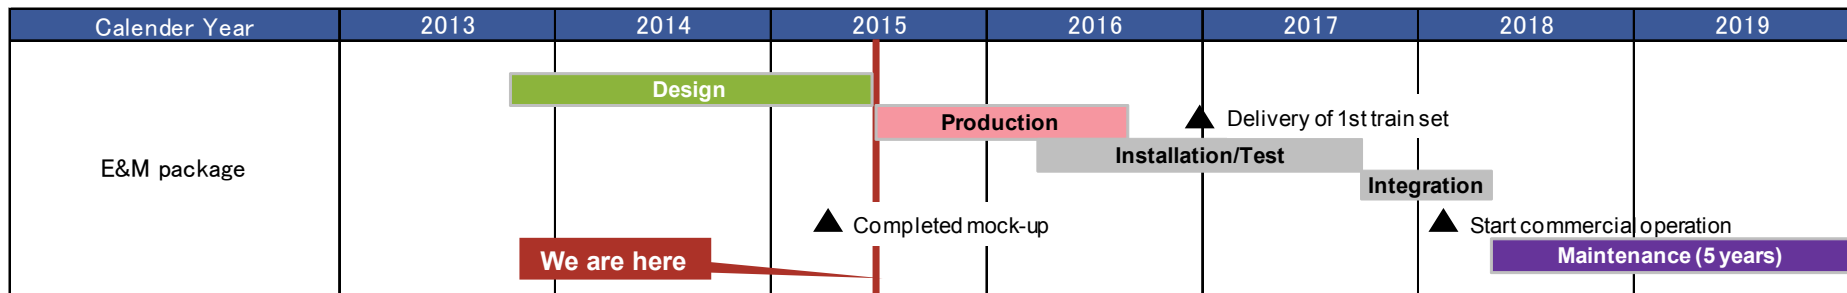 Calender Year 2013 2014 2015 2016 2017 2018 2019
Design
Production
Delivery of 1st train set
Installation/Test
E&M package
Integration
Completed mock-up
Start commercial operation
We are here
Maintenance (5 years)